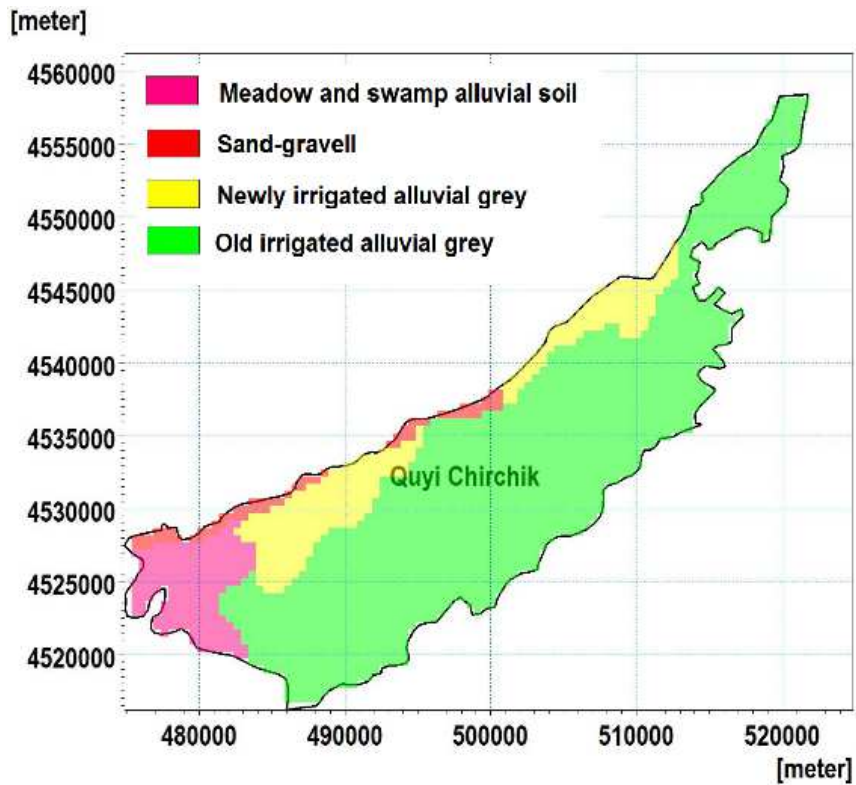 [meter]
4560000
4555000
4550000
4545000
4540000
4535000
4530000
4525000
4520000
Meadow and swamp alluvial soil
Sand-gravell
Newly irrigated alluvial grey
Old irrigated alluvial grey
Quyi Chirchik
480000 490000 500000 510000 520000
[meter]